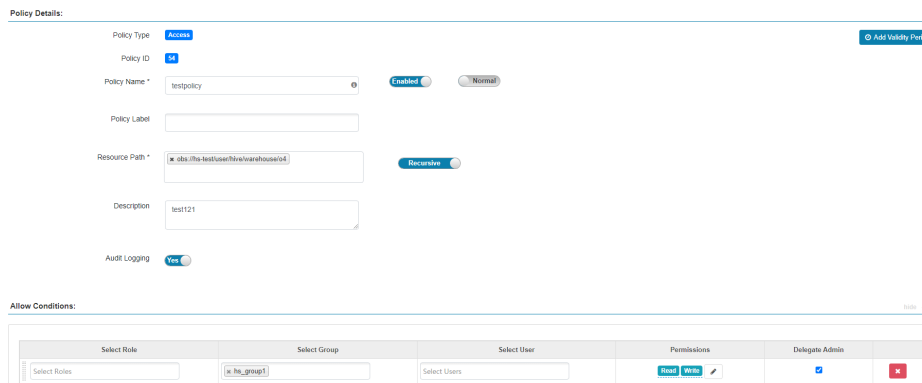 Policy Details:
Policy Type Access
Add Validity Peri
Policy ID 54
Policy Name * testpolicy Enabled Normal
Policy Label
Resource Path * × obs://hs-test/user/hive/warehouse/o4 Recursive
Description test121
Audit Logging Yes
Allow Conditions: hide
Select Role Select Group Select User Permissions Delegate Admin
Select Roles × hs_group1 Select Users Read Write